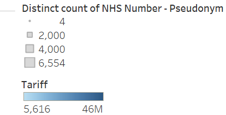 Distinct count of NHS Number - Pseudonym
4
2,000
4,000
6,554
Tariff
5,616 46M